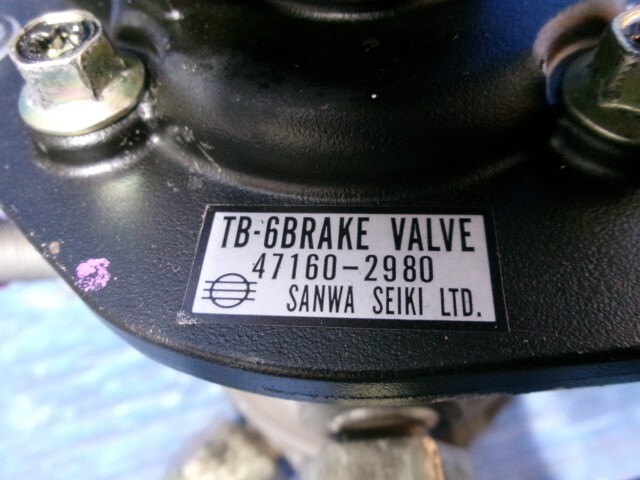 TB-6BRAKE VALVE
47160-2980
SANWA SEIKI LTD.